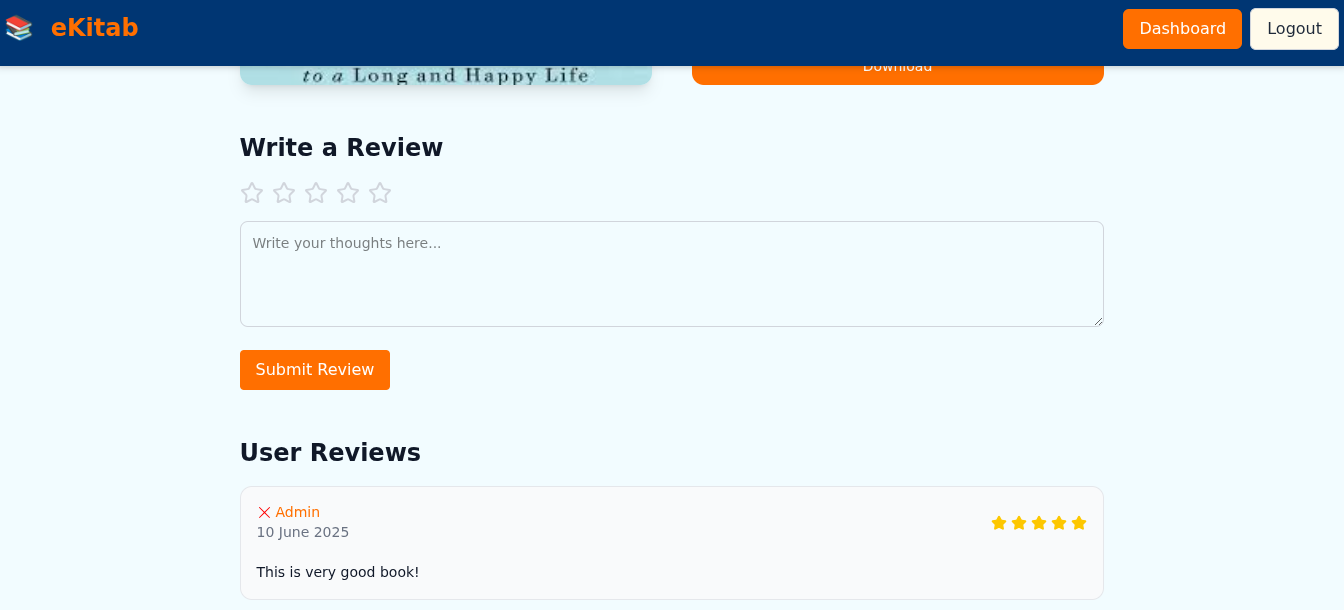 eKitab
Dashboard
Logout
to a Long and Happy Life
Download
Write a Review
Write your thoughts here...
Submit Review
User Reviews
Admin
10 June 2025
This is very good book!